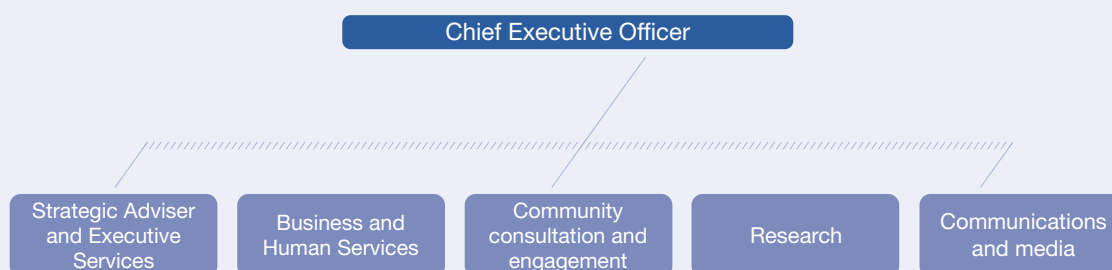 Chief Executive Officer
Strategic Adviser
and Executive
Services
Business and
Human Services
Community
consultation and
engagement
Research
Communications
and media